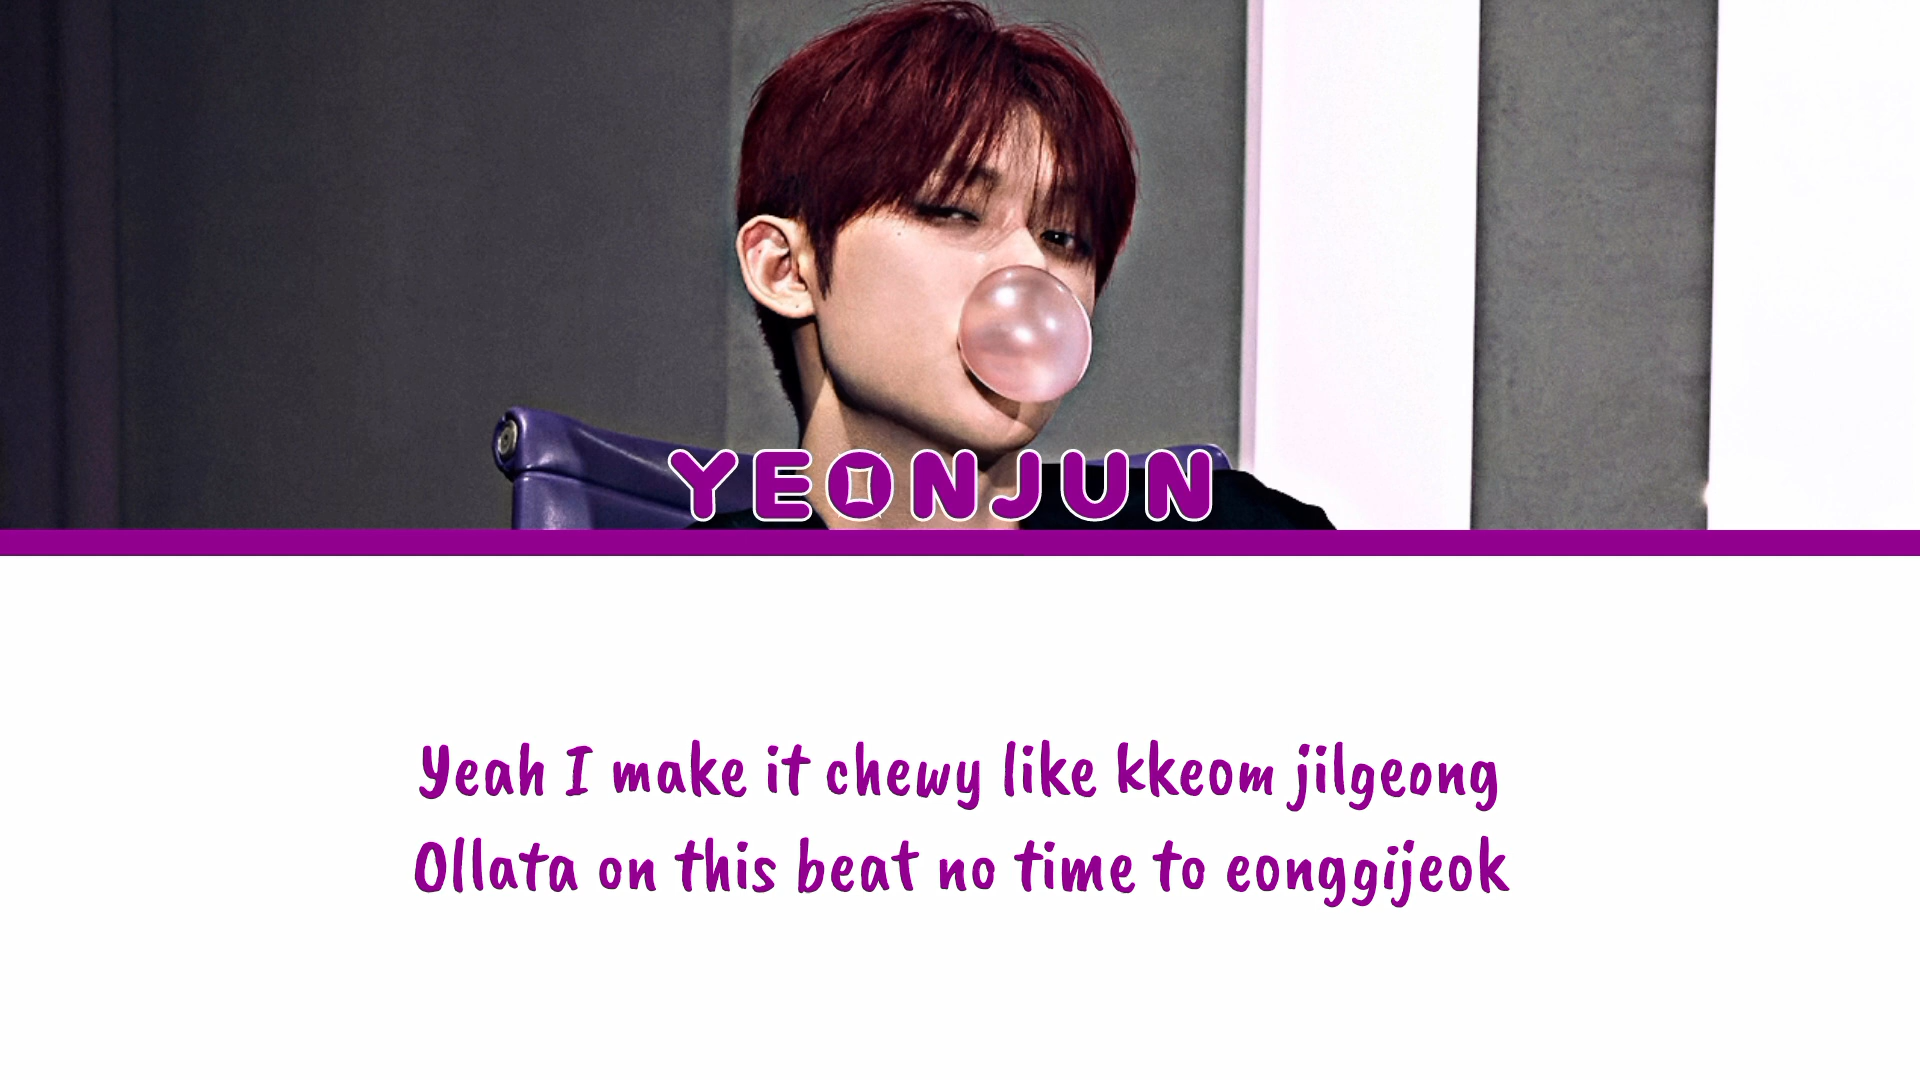 YEONJUN
Yeah I make it chewy like kkeom jilgeong
Ollata on this beat no time to eonggijeok